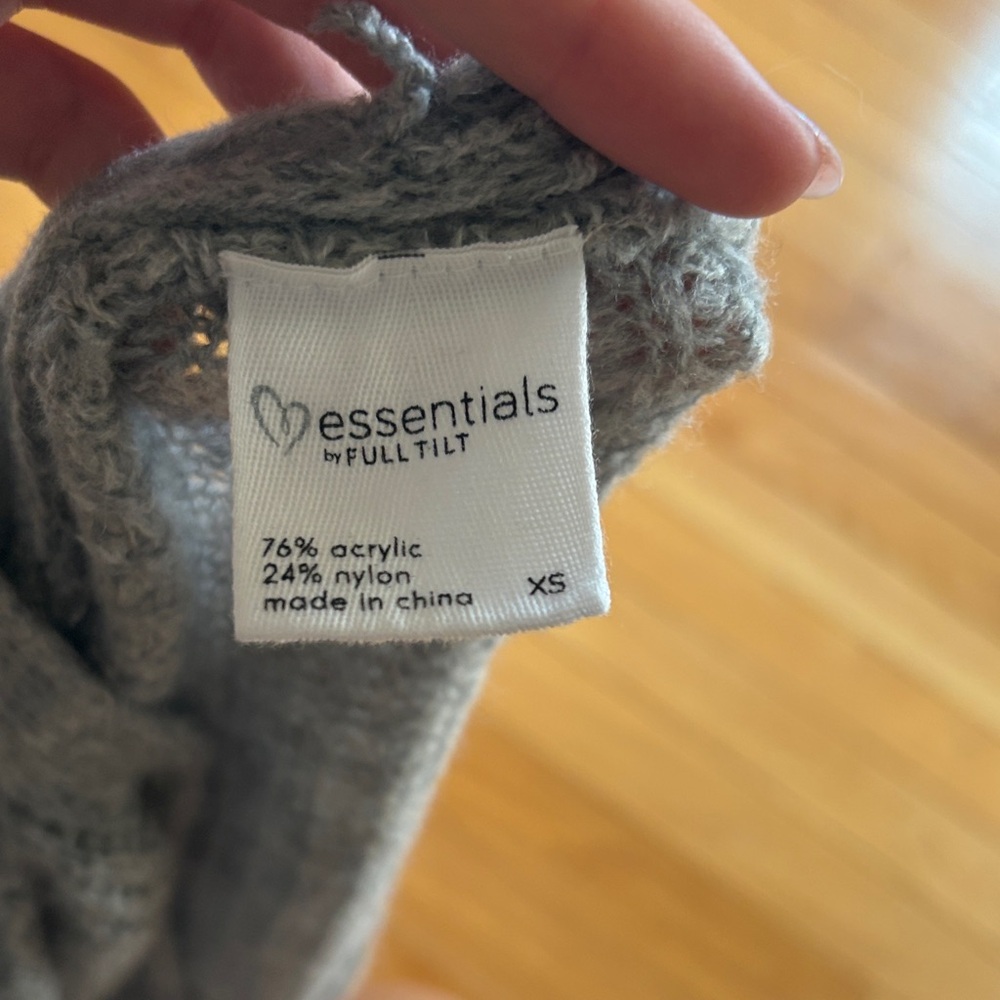 essentials
by FULL TILT
76% acrylic
24% nylon
made in china
XS